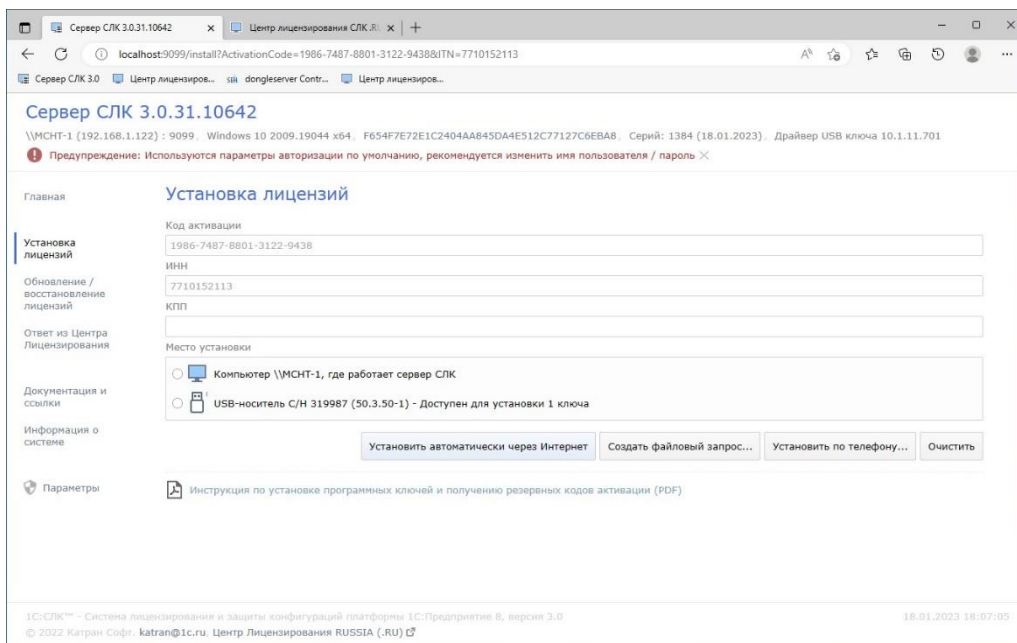 Сервер СЛК 3.0.31.10642
Центр лицензирования СЛК .RU
localhost:9099/install?ActivationCode=1986-7487-8801-3122-9438&ITN=7710152113
Сервер СЛК 3.0
Центр лицензиров...
dongleserver Contr...
Центр лицензиров...
Сервер СЛК 3.0.31.10642
\\MCHT-1 (192.168.1.122) : 9099, Windows 10 2009.19044 x64, F654F7E72E1C2404AA845DA4E512C77127C6EBA8, Серий: 1384 (18.01.2023), Драйвер USB ключа 10.1.11.701
Предупреждение: Используются параметры авторизации по умолчанию, рекомендуется изменить имя пользователя / пароль
Главная
Установка лицензий
Обновление / восстановление лицензий
Ответ из Центра Лицензирования
Документация и ссылки
Информация о системе
Параметры
Установка лицензий
Код активации
1986-7487-8801-3122-9438
ИНН
7710152113
КПП
Место установки
Компьютер \\MCHT-1, где работает сервер СЛК
USB-носитель С/Н 319987 (50.3.50-1) - Доступен для установки 1 ключа
Установить автоматически через Интернет
Создать файловый запрос...
Установить по телефону...
Очистить
Инструкция по установке программных ключей и получению резервных кодов активации (PDF)
1С:СЛК™ - Система лицензирования и защиты конфигураций платформы 1С:Предприятие 8, версия 3.0
18.01.2023 18:07:05
© 2022 Катран Софт. katran@1c.ru. Центр Лицензирования RUSSIA (.RU)